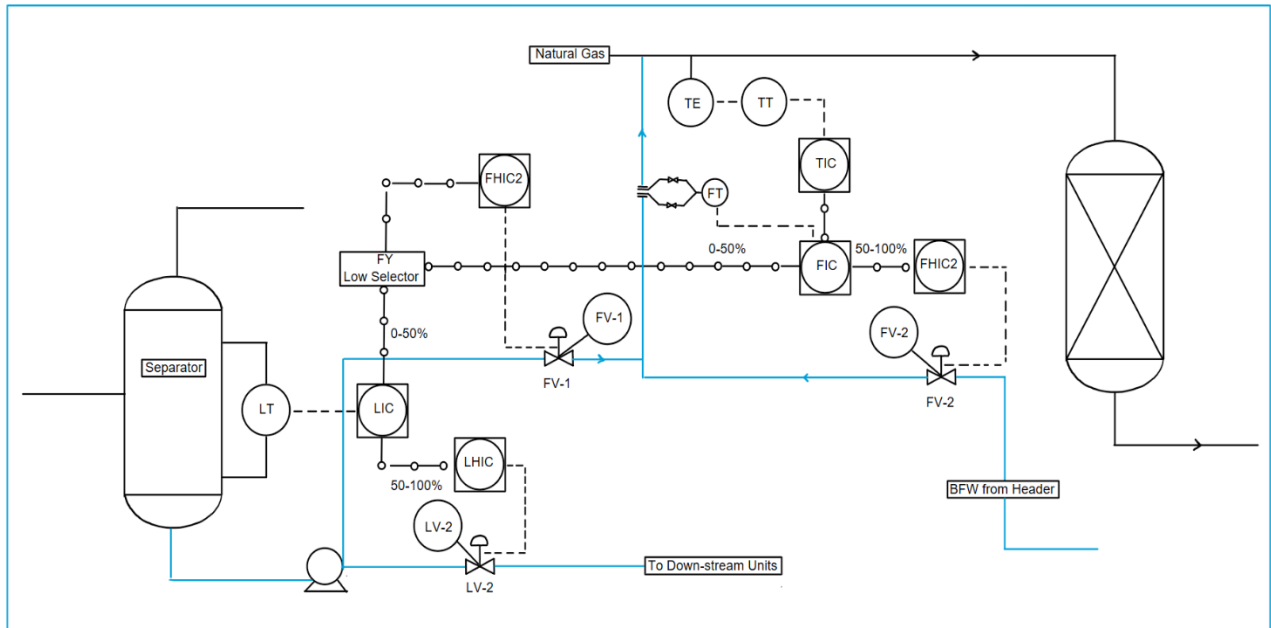 Natural Gas
TE
TT
TIC
FHIC2
FT
FY
Low Selector
0-50%
FIC
50-100%
FHIC2
0-50%
FV-1
FV-2
Separator
FV-1
FV-2
LT
LIC
LHIC
50-100%
BFW from Header
LV-2
To Down-stream Units
LV-2